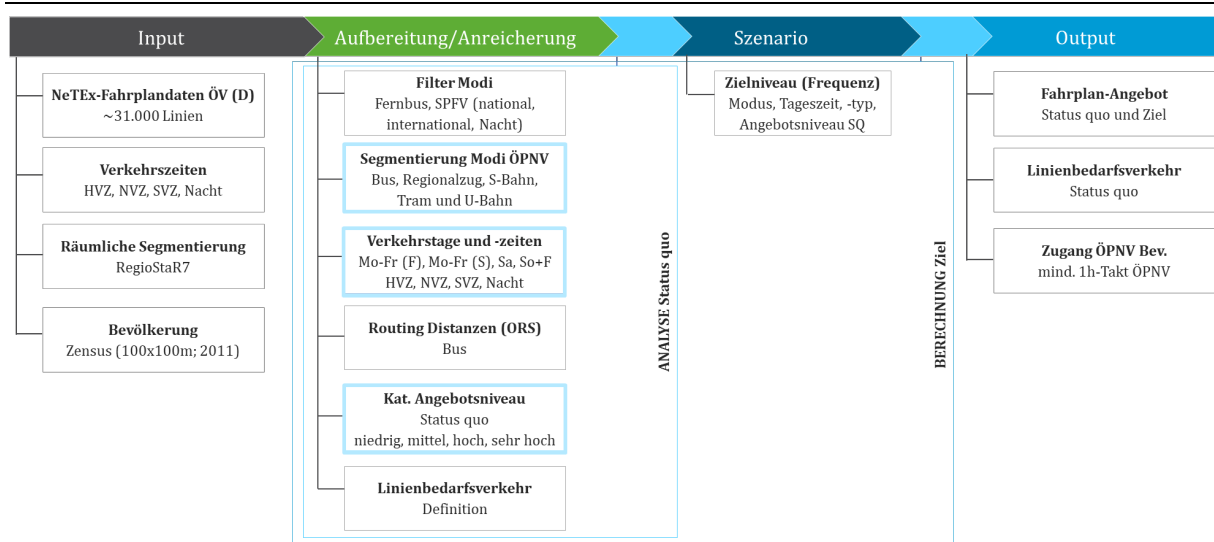 Input
Aufbereitung/Anreicherung
Szenario
Output
NeTEx-Fahrplandaten ÖV (D)
~31.000 Linien
Verkehrszeiten
HVZ, NVZ, SVZ, Nacht
Räumliche Segmentierung
RegioStaR7
Bevölkerung
Zensus (100x100m; 2011)
Filter Modi
Fernbus, SPFV (national,
international, Nacht)
Segmentierung Modi ÖPNV
Bus, Regionalzug, S-Bahn,
Tram und U-Bahn
Verkehrstage und -zeiten
Mo-Fr (F), Mo-Fr (S), Sa, So+F
HVZ, NVZ, SVZ, Nacht
Routing Distanzen (ORS)
Bus
Kat. Angebotsniveau
Status quo
niedrig, mittel, hoch, sehr hoch
Linienbedarfsverkehr
Definition
ANALYSE Status quo
Zielniveau (Frequenz)
Modus, Tageszeit, -typ,
Angebotsniveau SQ
BERECHNUNG Ziel
Fahrplan-Angebot
Status quo und Ziel
Linienbedarfsverkehr
Status quo
Zugang ÖPNV Bev.
mind. 1h-Takt ÖPNV